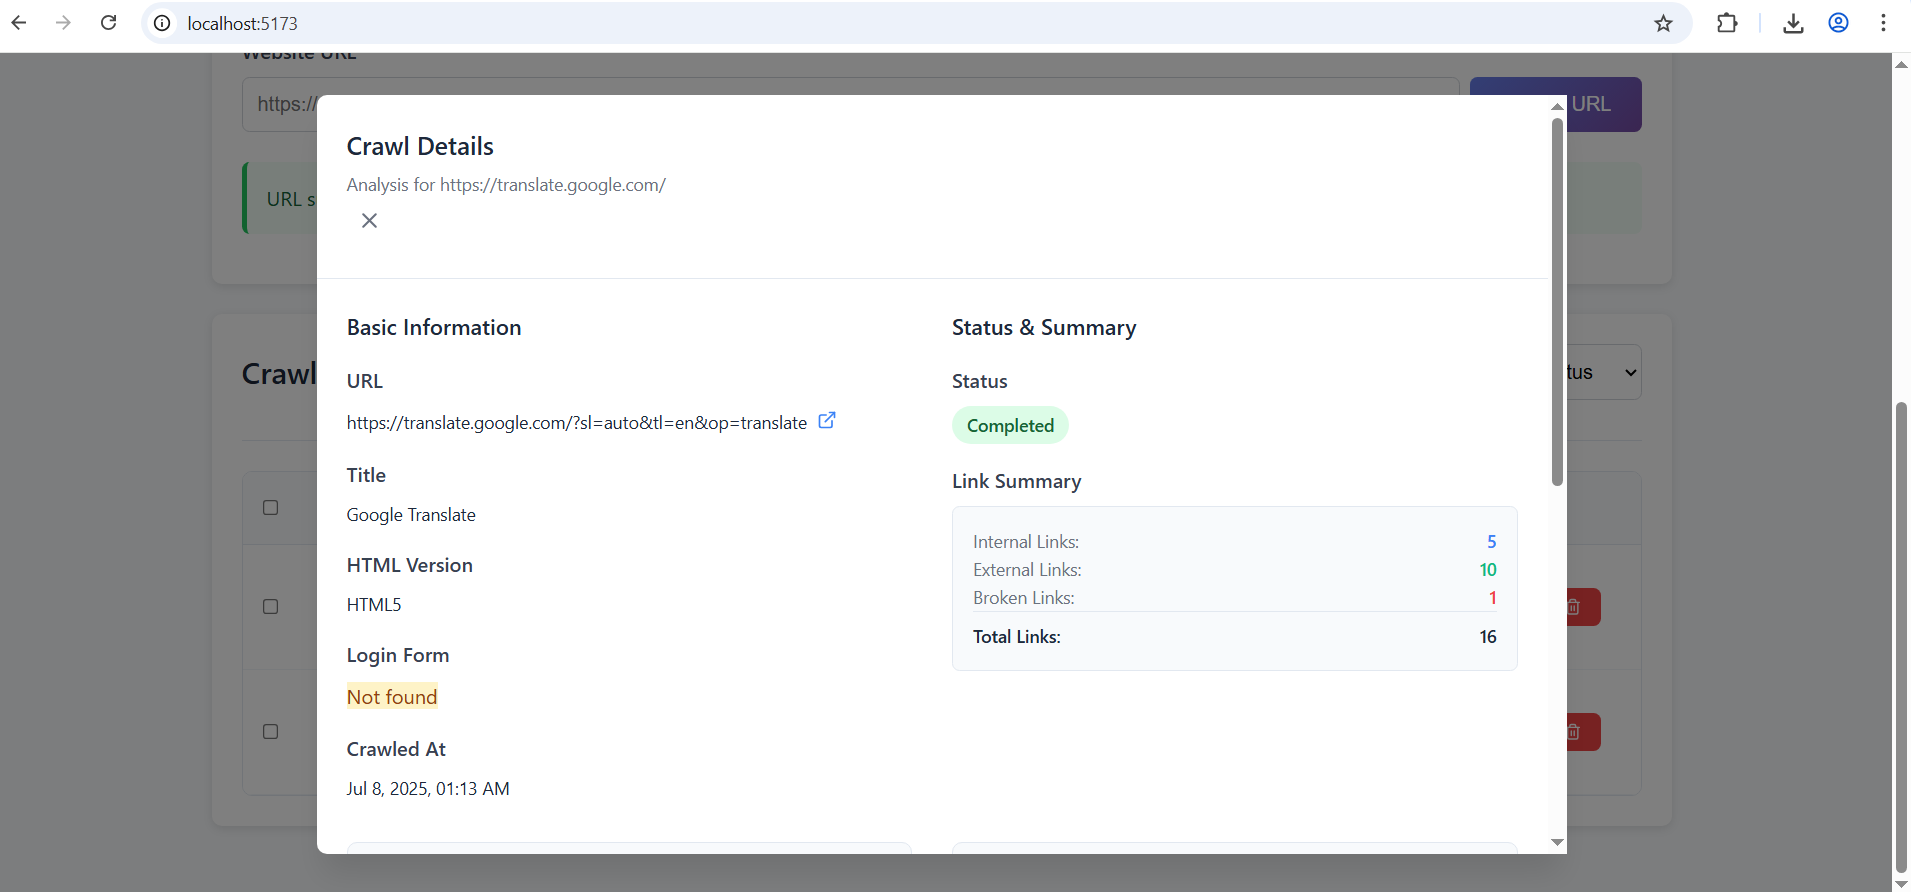 localhost:5173
Website URL
https://
URL
URL s
Crawl Details
Analysis for https://translate.google.com/
Basic Information
URL
https://translate.google.com/?sl=auto&tl=en&op=translate
Title
Google Translate
HTML Version
HTML5
Login Form
Not found
Crawled At
Jul 8, 2025, 01:13 AM
Status & Summary
Status
Completed
Link Summary
Internal Links: 5
External Links: 10
Broken Links: 1
Total Links: 16
Crawl
tus